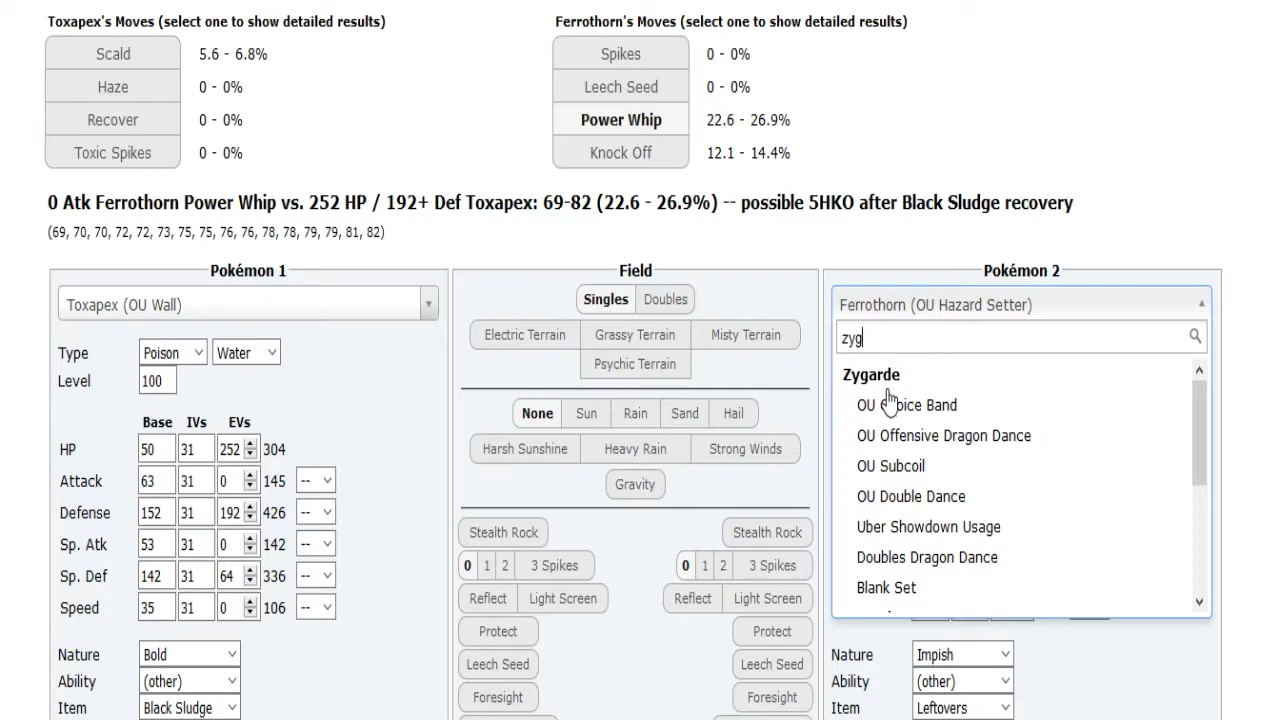 Toxapex's Moves (select one to show detailed results)
Scald 5.6 - 6.8%
Haze 0 - 0%
Recover 0 - 0%
Toxic Spikes 0 - 0%
Ferrothorn's Moves (select one to show detailed results)
Spikes 0 - 0%
Leech Seed 0 - 0%
Power Whip 22.6 - 26.9%
Knock Off 12.1 - 14.4%
0 Atk Ferrothorn Power Whip vs. 252 HP / 192+ Def Toxapex: 69-82 (22.6 - 26.9%) -- possible 5HKO after Black Sludge recovery
(69, 70, 70, 72, 72, 73, 75, 75, 76, 76, 78, 78, 79, 79, 81, 82)
Pokémon 1
Toxapex (OU Wall)
Type Poison Water
Level 100
Base IVs EVs
HP 50 31 252 304
Attack 63 31 0 145 --
Defense 152 31 192 426 --
Sp. Atk 53 31 0 142 --
Sp. Def 142 31 64 336 --
Speed 35 31 0 106 --
Nature Bold
Ability (other)
Item Black Sludge
Field
Singles Doubles
Electric Terrain Grassy Terrain Misty Terrain
Psychic Terrain
None Sun Rain Sand Hail
Harsh Sunshine Heavy Rain Strong Winds
Gravity
Stealth Rock Stealth Rock
0 1 2 3 Spikes 0 1 2 3 Spikes
Reflect Light Screen Reflect Light Screen
Protect Protect
Leech Seed Leech Seed
Foresight Foresight
Pokémon 2
Ferrothorn (OU Hazard Setter)
zyg
Zygarde
OU Choice Band
OU Offensive Dragon Dance
OU Subcoil
OU Double Dance
Uber Showdown Usage
Doubles Dragon Dance
Blank Set
Nature Impish
Ability (other)
Item Leftovers